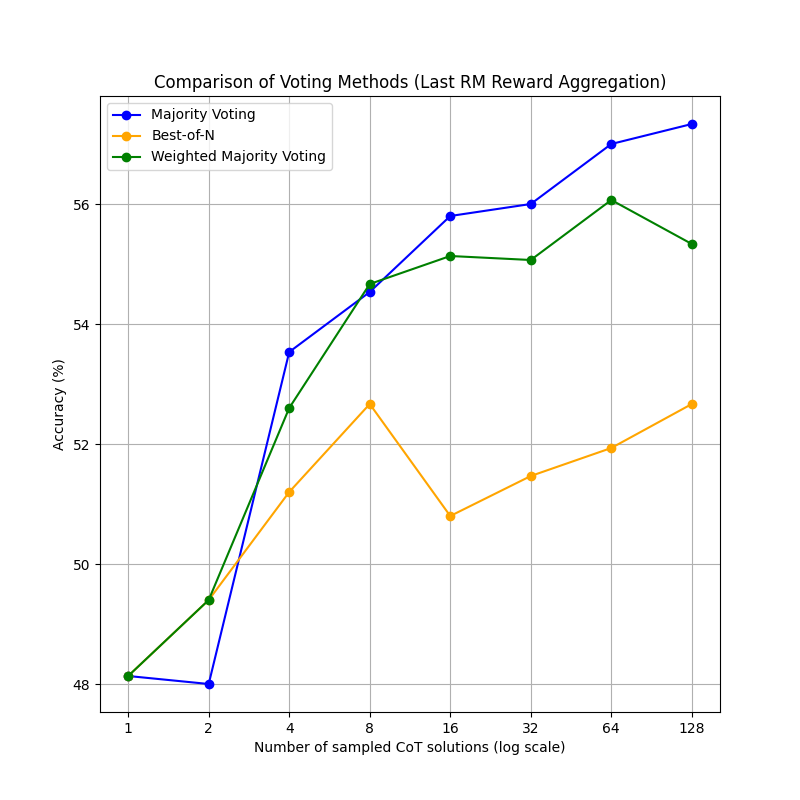 Comparison of Voting Methods (Last RM Reward Aggregation)
Majority Voting
Best-of-N
Weighted Majority Voting
Accuracy (%)
56
54
52
50
48
1 2 4 8 16 32 64 128
Number of sampled CoT solutions (log scale)